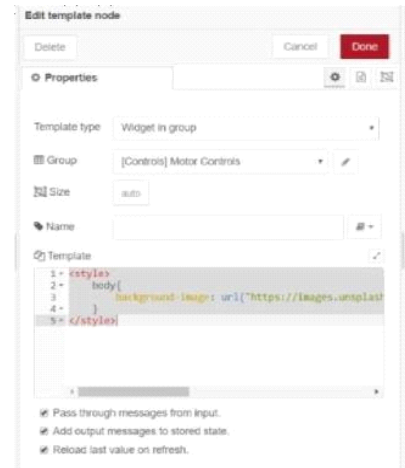 Edit template node
Delete
Cancel
Done
Properties
Template type
Widget in group
Group
[Controls] Motor Controls
Size
auto
Name
Template
1 <style>
2 body{
3 background-image: url("https://images.unsplash
4 }
5 </style>
Pass through messages from input.
Add output messages to stored state.
Reload last value on refresh.